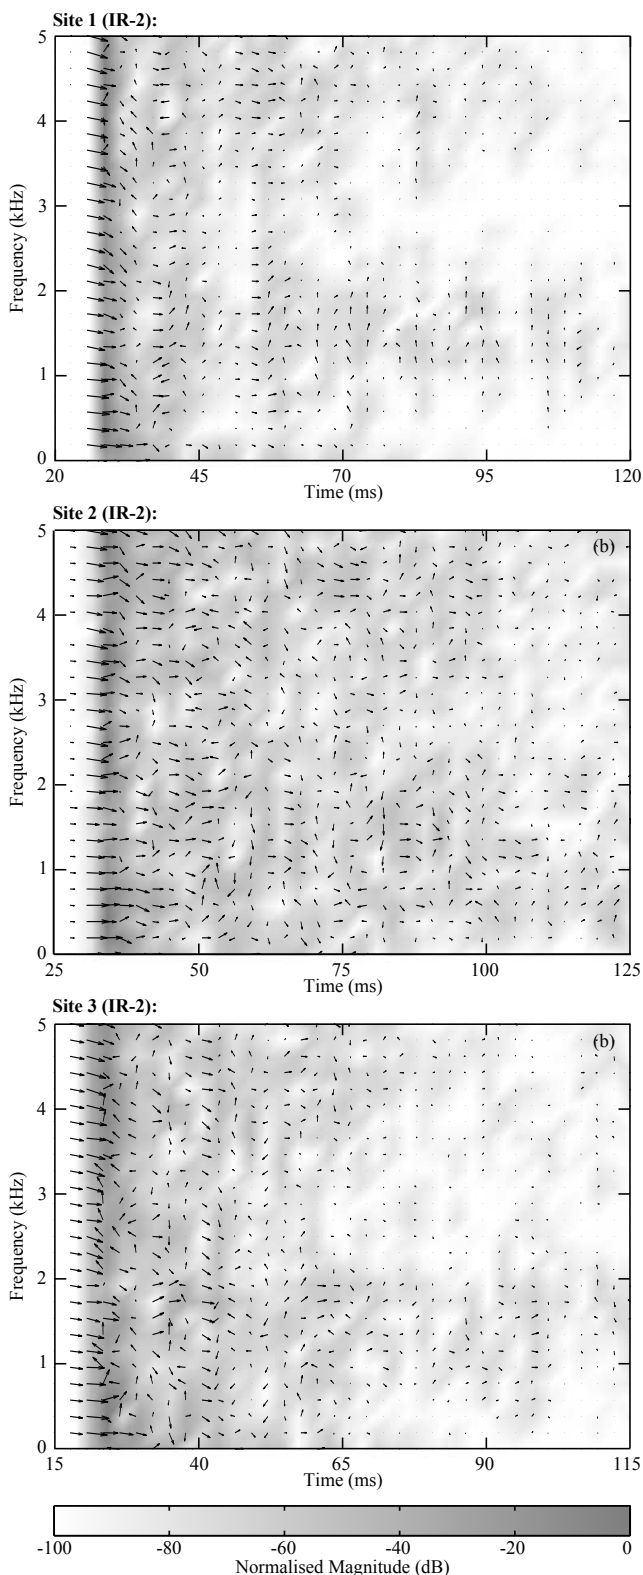 Site 1 (IR-2):
5
4
3
2
1
0
Frequency (kHz)
20 45 70 95 120
Time (ms)
Site 2 (IR-2):
(b)
5
4
3
2
1
0
Frequency (kHz)
25 50 75 100 125
Time (ms)
Site 3 (IR-2):
(b)
5
4
3
2
1
0
Frequency (kHz)
15 40 65 90 115
Time (ms)
-100 -80 -60 -40 -20 0
Normalised Magnitude (dB)